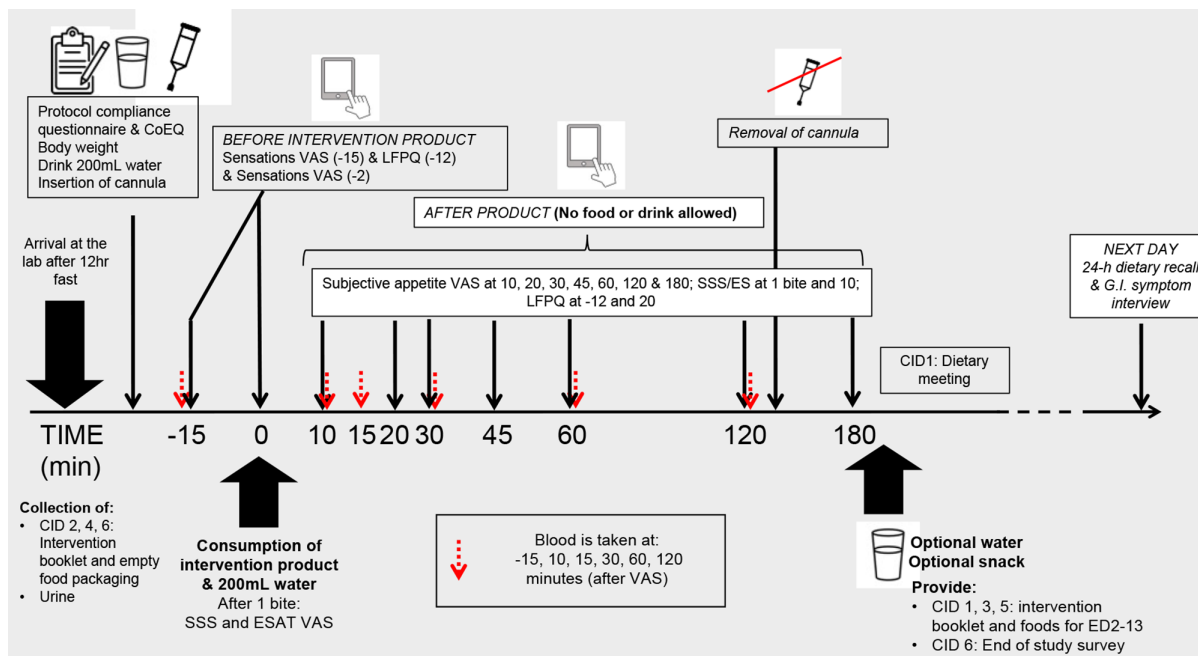 Protocol compliance
questionnaire & CoEQ
Body weight
Drink 200mL water
Insertion of cannula
BEFORE INTERVENTION PRODUCT
Sensations VAS (-15) & LFPQ (-12)
& Sensations VAS (-2)
Removal of cannula
AFTER PRODUCT (No food or drink allowed)
Arrival at the
lab after 12hr
fast
Subjective appetite VAS at 10, 20, 30, 45, 60, 120 & 180; SSS/ES at 1 bite and 10;
LFPQ at -12 and 20
NEXT DAY
24-h dietary recall
& G.I. symptom
interview
CID1: Dietary
meeting
TIME
(min)
-15 0 10 15 20 30 45 60 120 180
Collection of:
• CID 2, 4, 6:
Intervention
booklet and empty
food packaging
• Urine
Consumption of
intervention product
& 200mL water
After 1 bite:
SSS and ESAT VAS
Blood is taken at:
-15, 10, 15, 30, 60, 120
minutes (after VAS)
Optional water
Optional snack
Provide:
• CID 1, 3, 5: intervention
booklet and foods for ED2-13
• CID 6: End of study survey